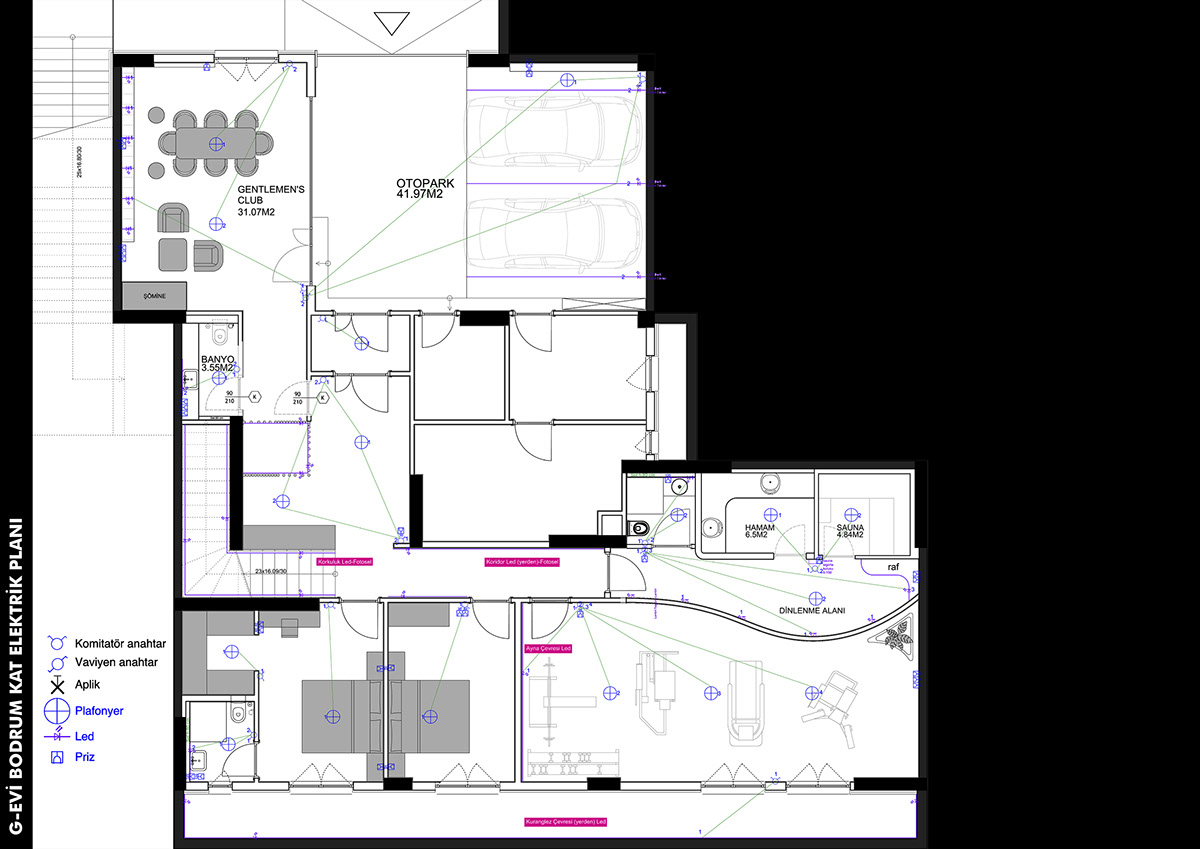 G-EVİ BODRUM KAT ELEKTRİK PLANI
25x16.80/30
GENTLEMEN'S
CLUB
31.07M2
OTOPARK
41.97M2
ŞÖMİNE
BANYO
3.55M2
90
210
K
90
210
K
23x16.09/30
Korkuluk Led-Fotosel
Koridor Led (yerden)-Fotosel
HAMAM
6.5M2
SAUNA
4.84M2
raf
DİNLENME ALANI
Ayna Çevresi Led
Kuranglez Çevresi (yerden) Led
Komitatör anahtar
Vaviyen anahtar
Aplik
Plafonyer
Led
Priz